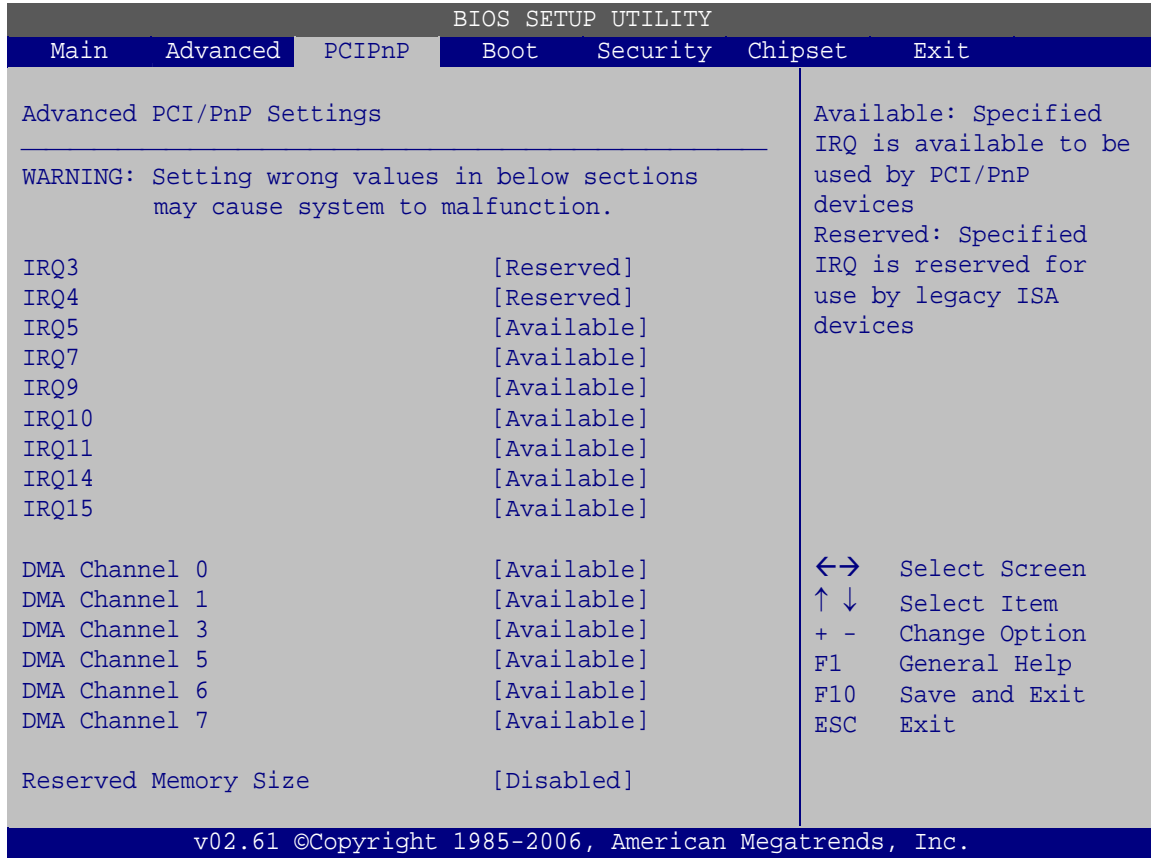 BIOS SETUP UTILITY
Main Advanced PCIPnP Boot Security Chipset Exit
Advanced PCI/PnP Settings
WARNING: Setting wrong values in below sections
may cause system to malfunction.
IRQ3 [Reserved]
IRQ4 [Reserved]
IRQ5 [Available]
IRQ7 [Available]
IRQ9 [Available]
IRQ10 [Available]
IRQ11 [Available]
IRQ14 [Available]
IRQ15 [Available]
DMA Channel 0 [Available]
DMA Channel 1 [Available]
DMA Channel 3 [Available]
DMA Channel 5 [Available]
DMA Channel 6 [Available]
DMA Channel 7 [Available]
Reserved Memory Size [Disabled]
Available: Specified
IRQ is available to be
used by PCI/PnP
devices
Reserved: Specified
IRQ is reserved for
use by legacy ISA
devices
←→ Select Screen
↑ ↓ Select Item
+ - Change Option
F1 General Help
F10 Save and Exit
ESC Exit
v02.61 ©Copyright 1985-2006, American Megatrends, Inc.